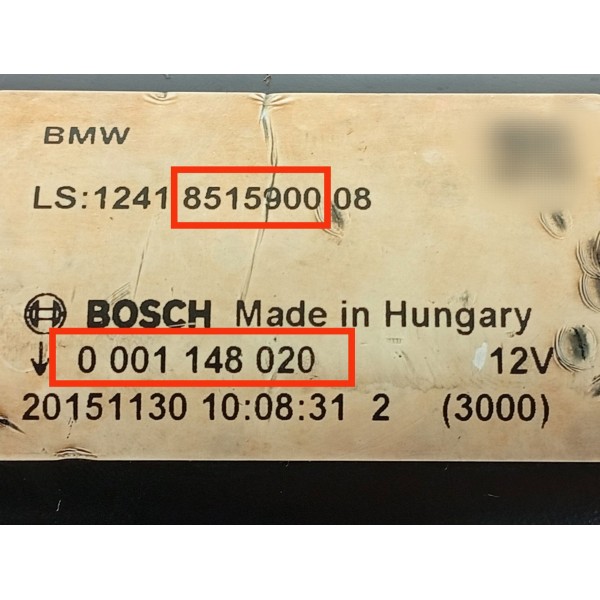 BMW
LS:1241 8515900 08
BOSCH Made in Hungary
↓ 0 001 148 020 12V
20151130 10:08:31 2 (3000)